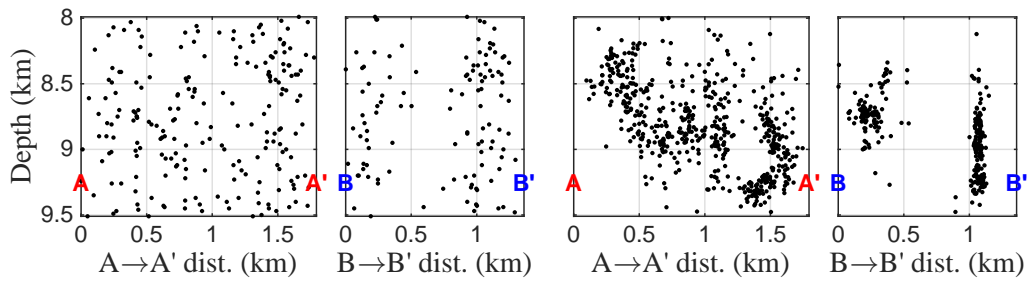 8
8.5
9
9.5
Depth (km)
A A' B B' A A' B B'
0 0.5 1 1.5 0 0.5 1 0 0.5 1 1.5 0 0.5 1
A→A' dist. (km) B→B' dist. (km) A→A' dist. (km) B→B' dist. (km)